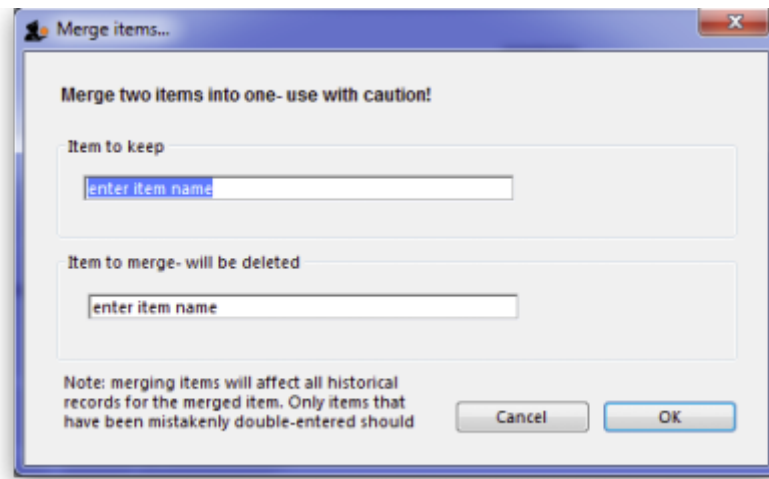 Merge items...
Merge two items into one- use with caution!
Item to keep
enter item name
Item to merge- will be deleted
enter item name
Note: merging items will affect all historical
records for the merged item. Only items that
have been mistakenly double-entered should
Cancel
OK